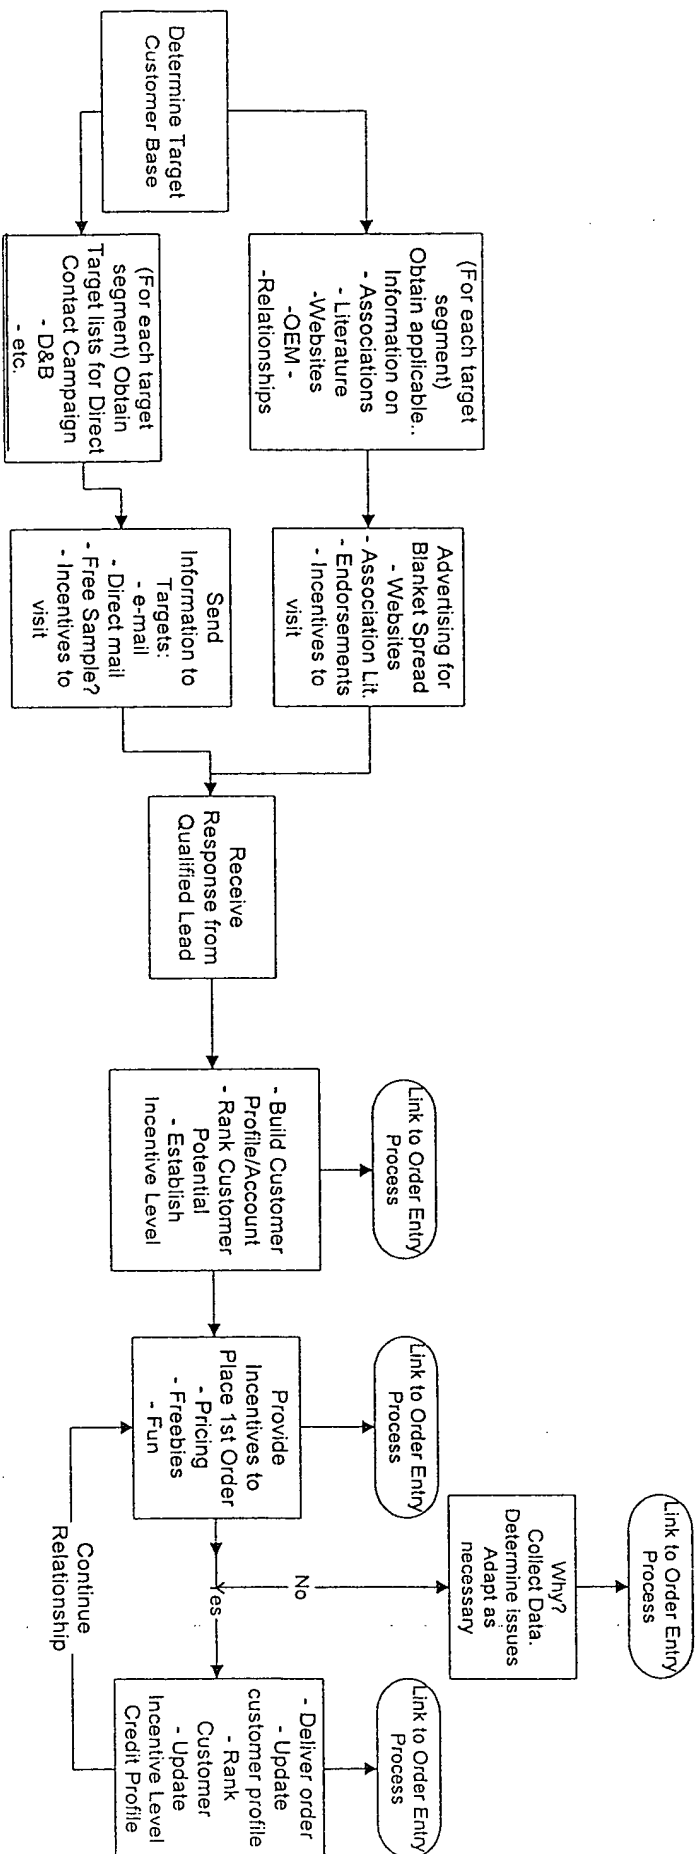 Determine Target
Customer Base
(For each target
segment)
Obtain applicable..
Information on
- Associations
- Literature
-Websites
-OEM -
-Relationships
(For each target
segment) Obtain
Target lists for Direct
Contact Campaign
- D&B
- etc.
Advertising for
Blanket Spread
- Websites
- Association Lit.
- Endorsements
- Incentives to
visit
Send
Information to
Targets:
- e-mail
- Direct mail
- Free Sample?
- Incentives to
visit
Receive
Response from
Qualified Lead
Link to Order Entry
Process
- Build Customer
Profile/Account
- Rank Customer
Potential
- Establish
Incentive Level
Link to Order Entry
Process
Provide
Incentives to
Place 1st Order
- Pricing
- Freebies
- Fun
Link to Order Entry
Process
Why?
Collect Data.
Determine issues
Adapt as
necessary
No
Yes
Continue
Relationship
Link to Order Entry
Process
- Deliver order
- Update
customer profile
- Rank
Customer
- Update
Incentive Level
Credit Profile